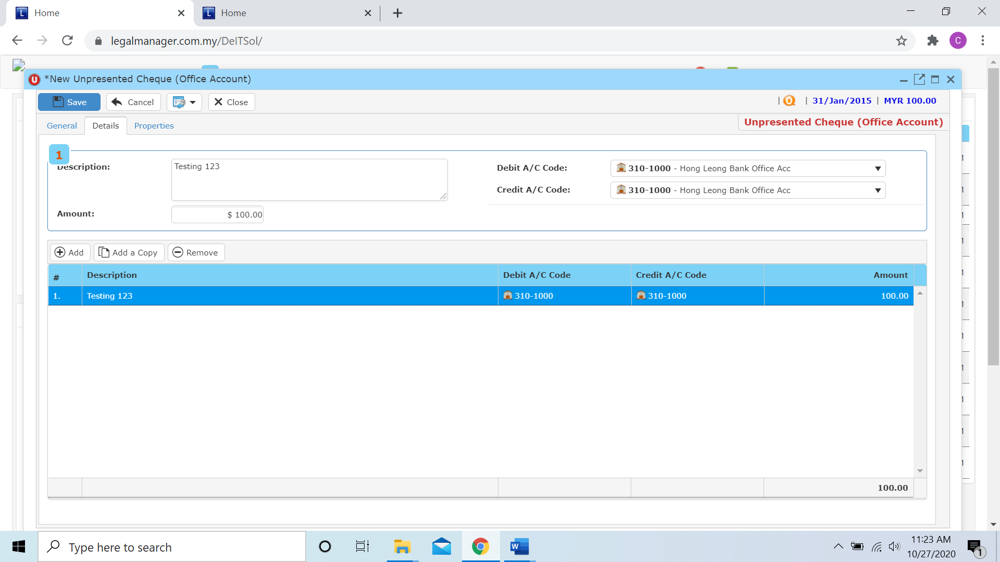 Home
Home
legalmanager.com.my/DelTSol/
C
*New Unpresented Cheque (Office Account)
Save
Cancel
Close
| | 31/Jan/2015 | MYR 100.00
General
Details
Properties
Unpresented Cheque (Office Account)
1
Description:
Testing 123
Debit A/C Code:
310-1000 - Hong Leong Bank Office Acc
Credit A/C Code:
310-1000 - Hong Leong Bank Office Acc
Amount:
$ 100.00
Add
Add a Copy
Remove
# Description Debit A/C Code Credit A/C Code Amount
1. Testing 123 310-1000 310-1000 100.00
100.00
Type here to search
11:23 AM
10/27/2020
1